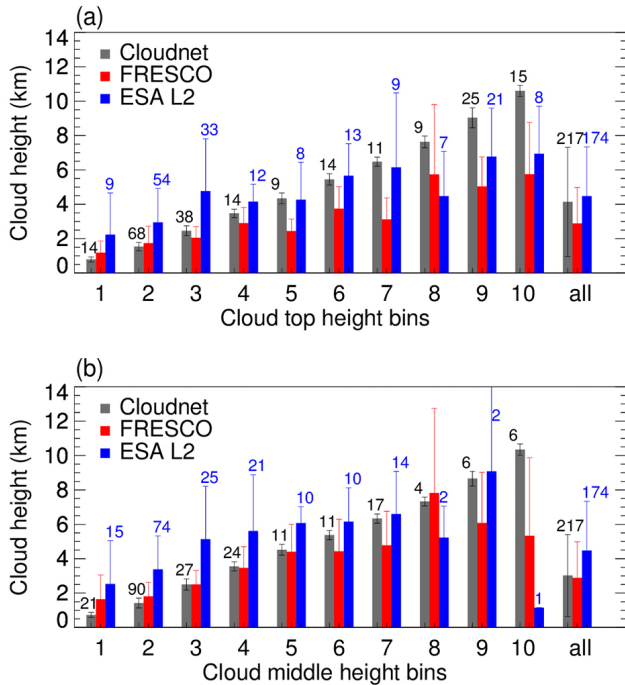 (a)
14
12
10
8
6
4
2
0
Cloud height (km)
Cloudnet
FRESCO
ESA L2
14 9
68 54
38 33
14 12
9 8
14 13
11 9
9 7
25 21
15 8
217 174
1 2 3 4 5 6 7 8 9 10 all
Cloud top height bins
(b)
14
12
10
8
6
4
2
0
Cloud height (km)
Cloudnet
FRESCO
ESA L2
21 15
90 74
27 25
24 21
11 10
11 10
17 14
4 2
6 2
6 1
217 174
1 2 3 4 5 6 7 8 9 10 all
Cloud middle height bins